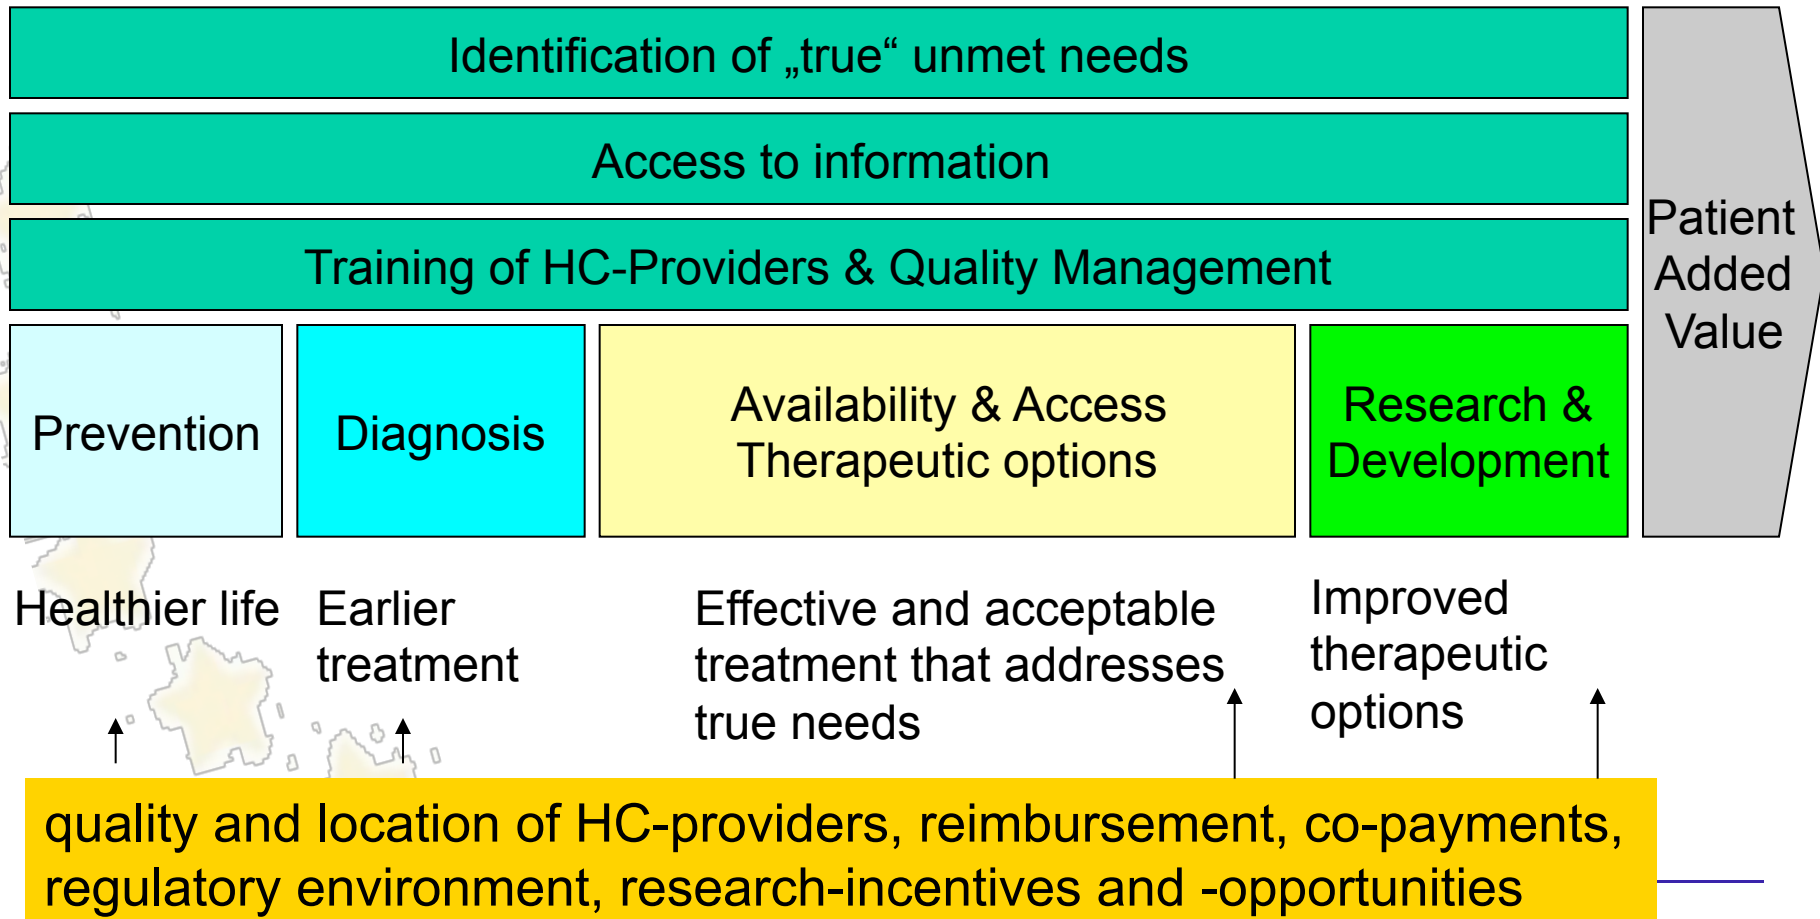 Identification of „true“ unmet needs
Access to information
Training of HC-Providers & Quality Management
Patient
Added
Value
Prevention
Diagnosis
Availability & Access
Therapeutic options
Research &
Development
Healthier life
Earlier
treatment
Effective and acceptable
treatment that addresses
true needs
Improved
therapeutic
options
quality and location of HC-providers, reimbursement, co-payments,
regulatory environment, research-incentives and -opportunities